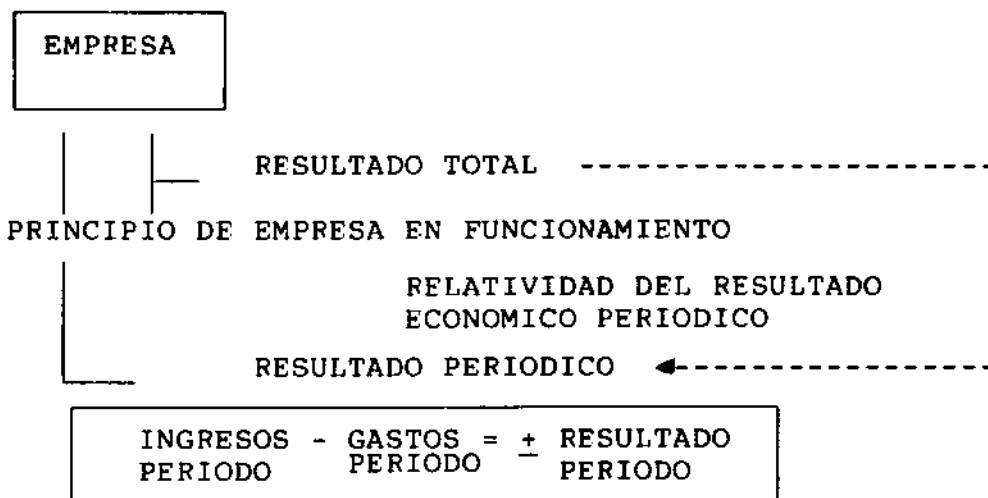 EMPRESA
RESULTADO TOTAL
PRINCIPIO DE EMPRESA EN FUNCIONAMIENTO
RELATIVIDAD DEL RESULTADO
ECONOMICO PERIODICO
RESULTADO PERIODICO
INGRESOS - GASTOS = ± RESULTADO
PERIODO PERIODO PERIODO